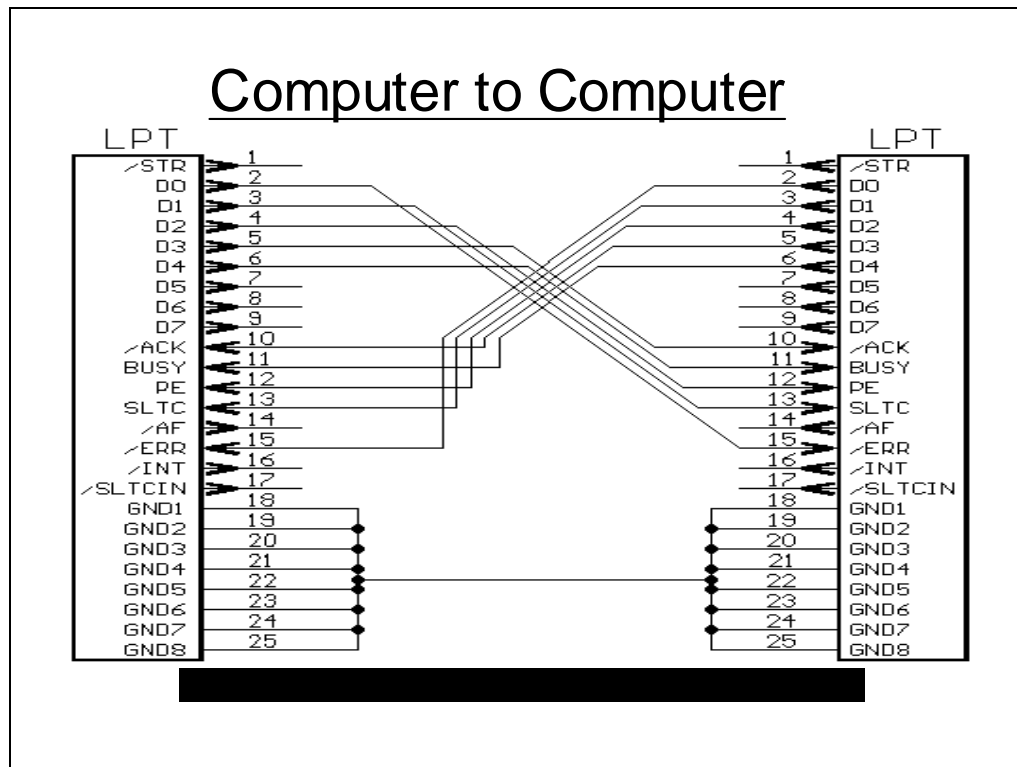 Computer to Computer
LPT LPT
/STR 1 1 /STR
D0 2 2 D0
D1 3 3 D1
D2 4 4 D2
D3 5 5 D3
D4 6 6 D4
D5 7 7 D5
D6 8 8 D6
D7 9 9 D7
/ACK 10 10 /ACK
BUSY 11 11 BUSY
PE 12 12 PE
SLTC 13 13 SLTC
/AF 14 14 /AF
/ERR 15 15 /ERR
/INT 16 16 /INT
/SLTCIN 17 17 /SLTCIN
GND1 18 18 GND1
GND2 19 19 GND2
GND3 20 20 GND3
GND4 21 21 GND4
GND5 22 22 GND5
GND6 23 23 GND6
GND7 24 24 GND7
GND8 25 25 GND8